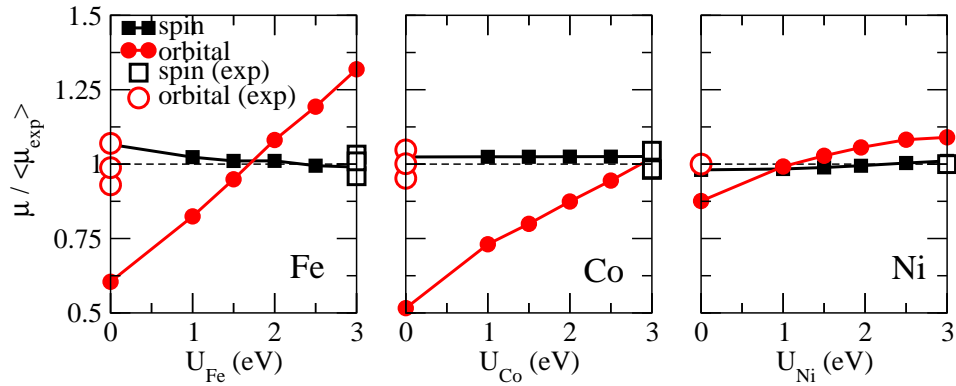 μ / <μ_exp>
1.5
1.25
1
0.75
0.5
spin
orbital
spin (exp)
orbital (exp)
Fe
Co
Ni
0 1 2 3
0 1 2 3
0 1 2 3
U_Fe (eV)
U_Co (eV)
U_Ni (eV)